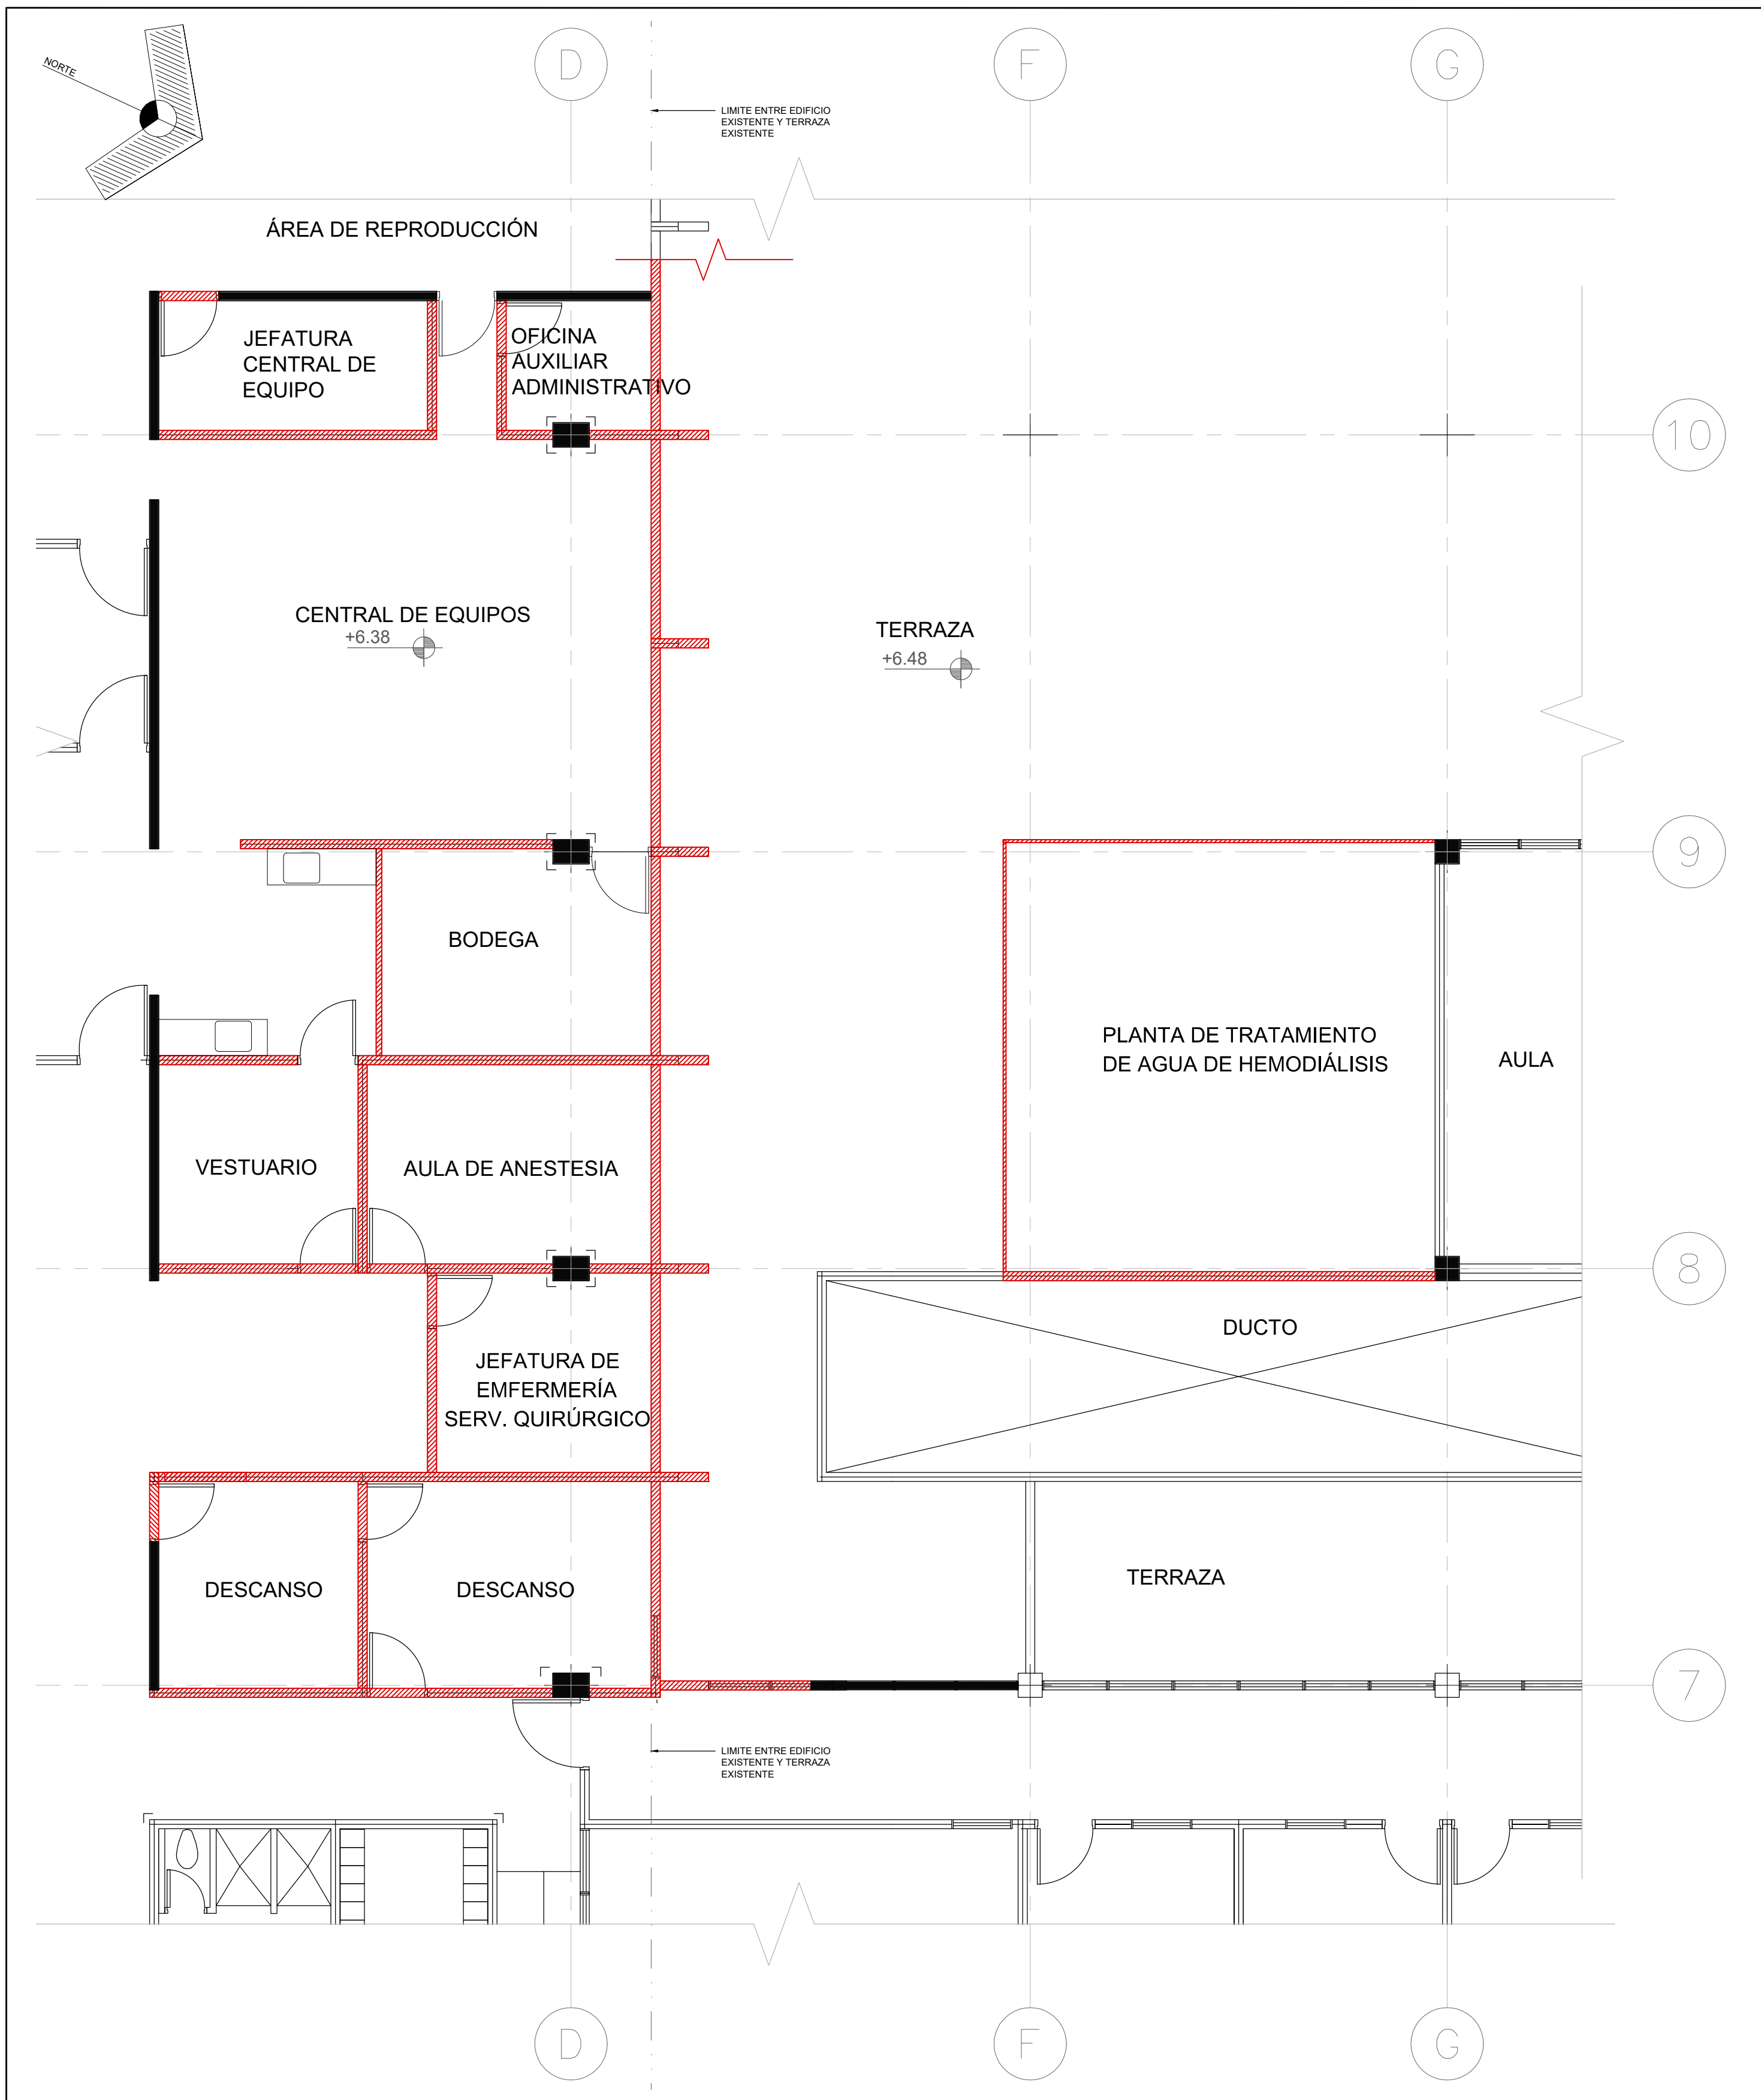 D
F
G
NORTE
LIMITE ENTRE EDIFICIO
EXISTENTE Y TERRAZA
EXISTENTE
ÁREA DE REPRODUCCIÓN
JEFATURA
CENTRAL DE
EQUIPO
OFICINA
AUXILIAR
ADMINISTRATIVO
10
CENTRAL DE EQUIPOS
+6.38
TERRAZA
+6.48
9
BODEGA
PLANTA DE TRATAMIENTO
DE AGUA DE HEMODIÁLISIS
AULA
VESTUARIO
AULA DE ANESTESIA
8
DUCTO
JEFATURA DE
EMFERMERÍA
SERV. QUIRÚRGICO
DESCANSO
DESCANSO
TERRAZA
7
LIMITE ENTRE EDIFICIO
EXISTENTE Y TERRAZA
EXISTENTE
D
F
G